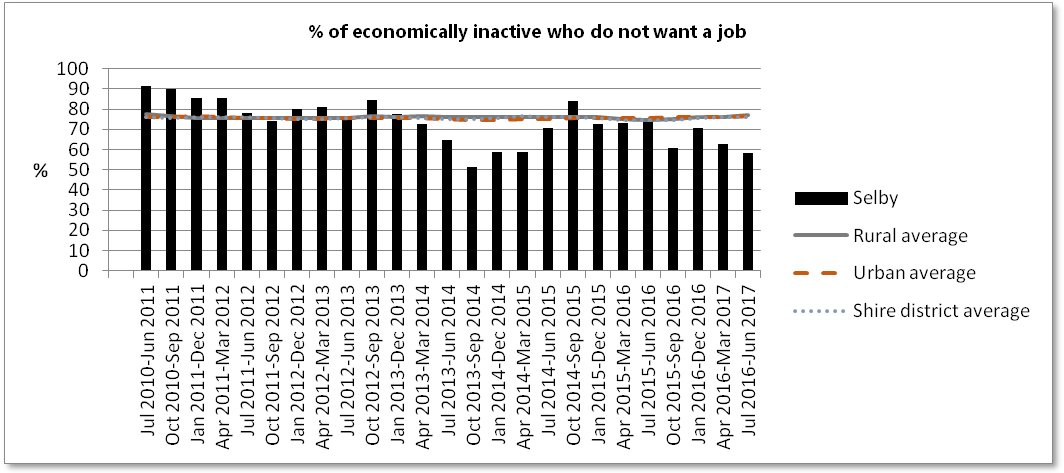 % of economically inactive who do not want a job
100
90
80
70
60
50
40
30
20
10
0
%
Jul 2010-Jun 2011
Oct 2010-Sep 2011
Jan 2011-Dec 2011
Apr 2011-Mar 2012
Jul 2011-Jun 2012
Oct 2011-Sep 2012
Jan 2012-Dec 2012
Apr 2012-Mar 2013
Jul 2012-Jun 2013
Oct 2012-Sep 2013
Jan 2013-Dec 2013
Apr 2013-Mar 2014
Jul 2013-Jun 2014
Oct 2013-Sep 2014
Jan 2014-Dec 2014
Apr 2014-Mar 2015
Jul 2014-Jun 2015
Oct 2014-Sep 2015
Jan 2015-Dec 2015
Apr 2015-Mar 2016
Jul 2015-Jun 2016
Oct 2015-Sep 2016
Jan 2016-Dec 2016
Apr 2016-Mar 2017
Jul 2016-Jun 2017
Selby
Rural average
Urban average
Shire district average